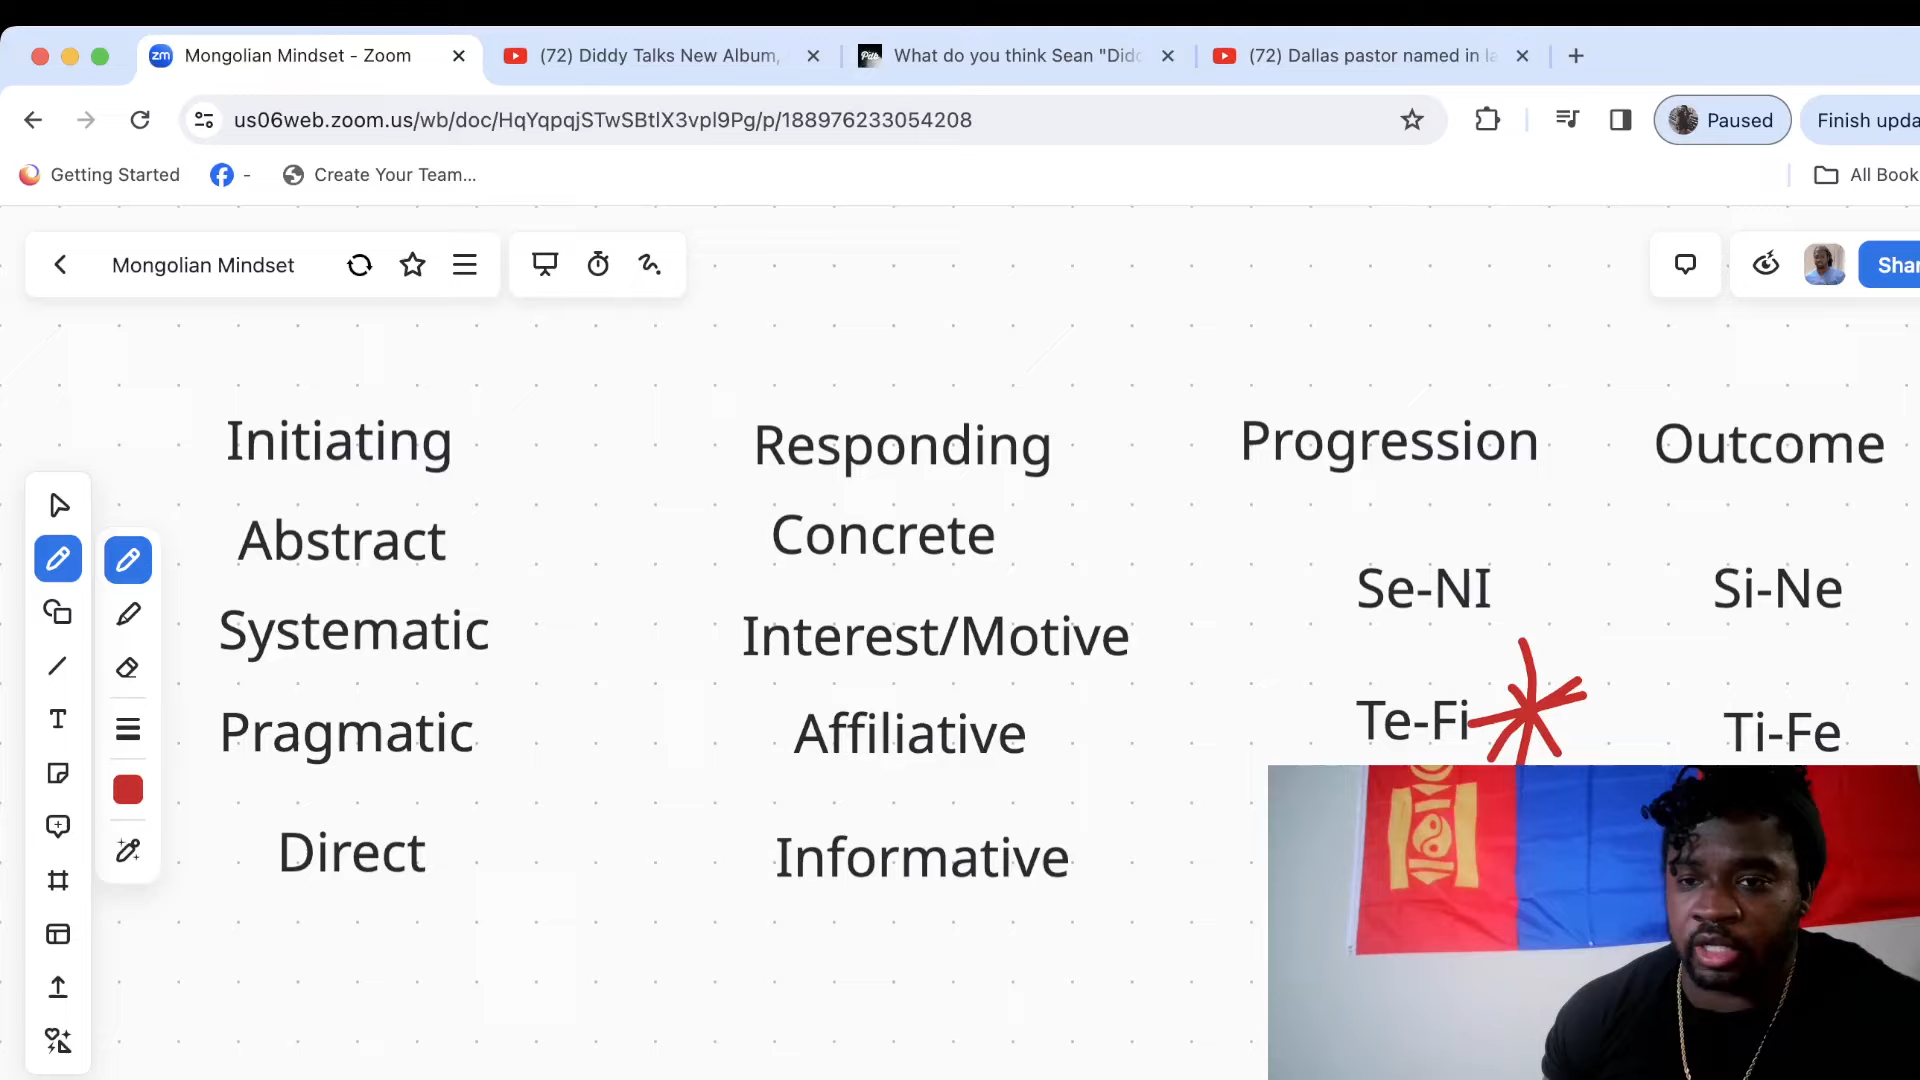 zm Mongolian Mindset - Zoom
(72) Diddy Talks New Album,
What do you think Sean "Didd
(72) Dallas pastor named in la
us06web.zoom.us/wb/doc/HqYqpqjSTwSBtlX3vpl9Pg/p/188976233054208
Paused
Finish upda
Getting Started
-
Create Your Team...
All Book
Mongolian Mindset
Shar
Initiating Responding Progression Outcome
Abstract Concrete
Se-NI Si-Ne
Systematic Interest/Motive
Te-Fi Ti-Fe
Pragmatic Affiliative
Direct Informative